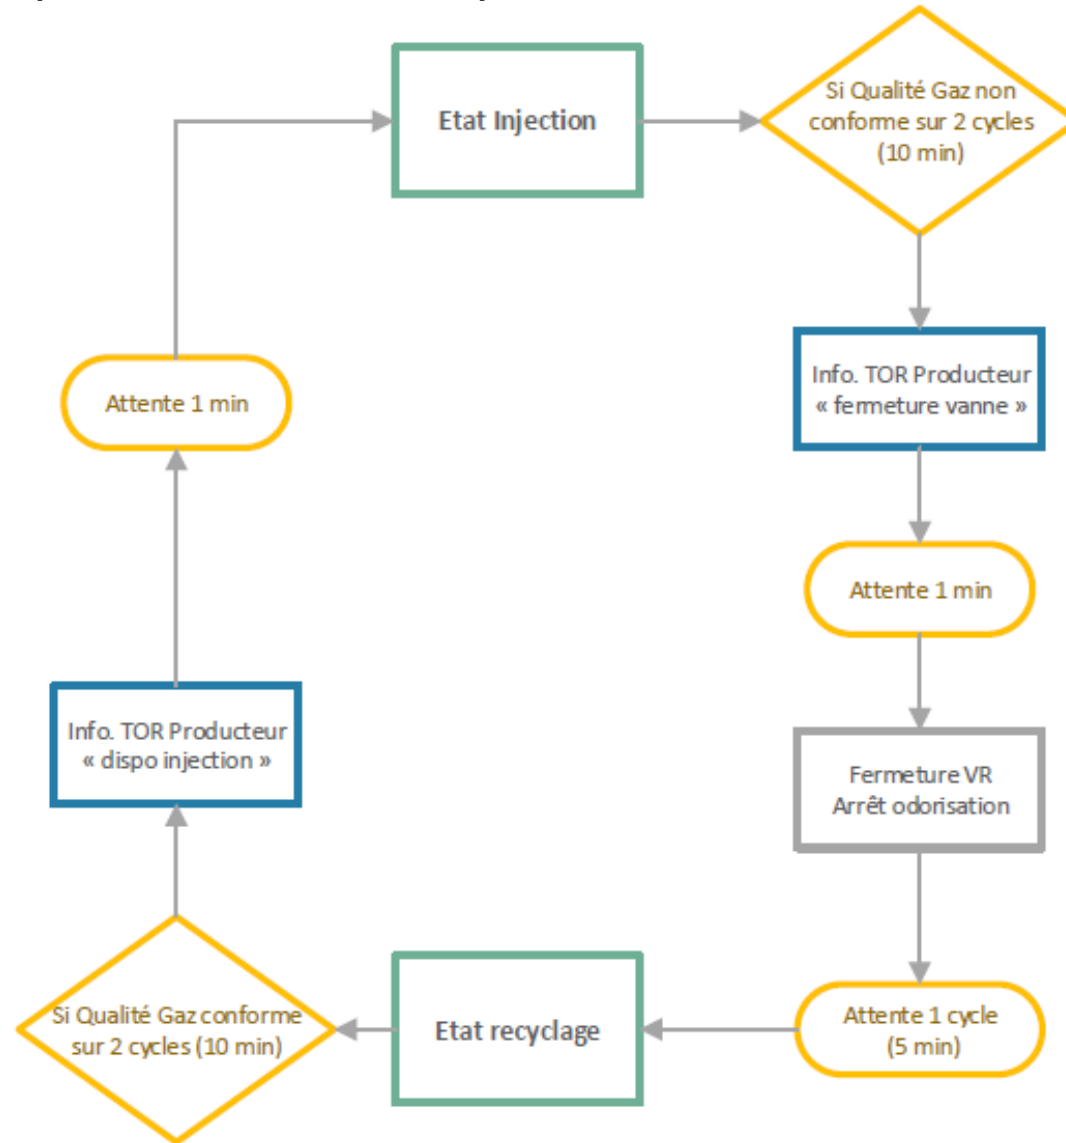 Etat Injection
Si Qualité Gaz non
conforme sur 2 cycles
(10 min)
Info. TOR Producteur
« fermeture vanne »
Attente 1 min
Fermeture VR
Arrêt odorisation
Attente 1 cycle
(5 min)
Etat recyclage
Si Qualité Gaz conforme
sur 2 cycles (10 min)
Info. TOR Producteur
« dispo injection »
Attente 1 min